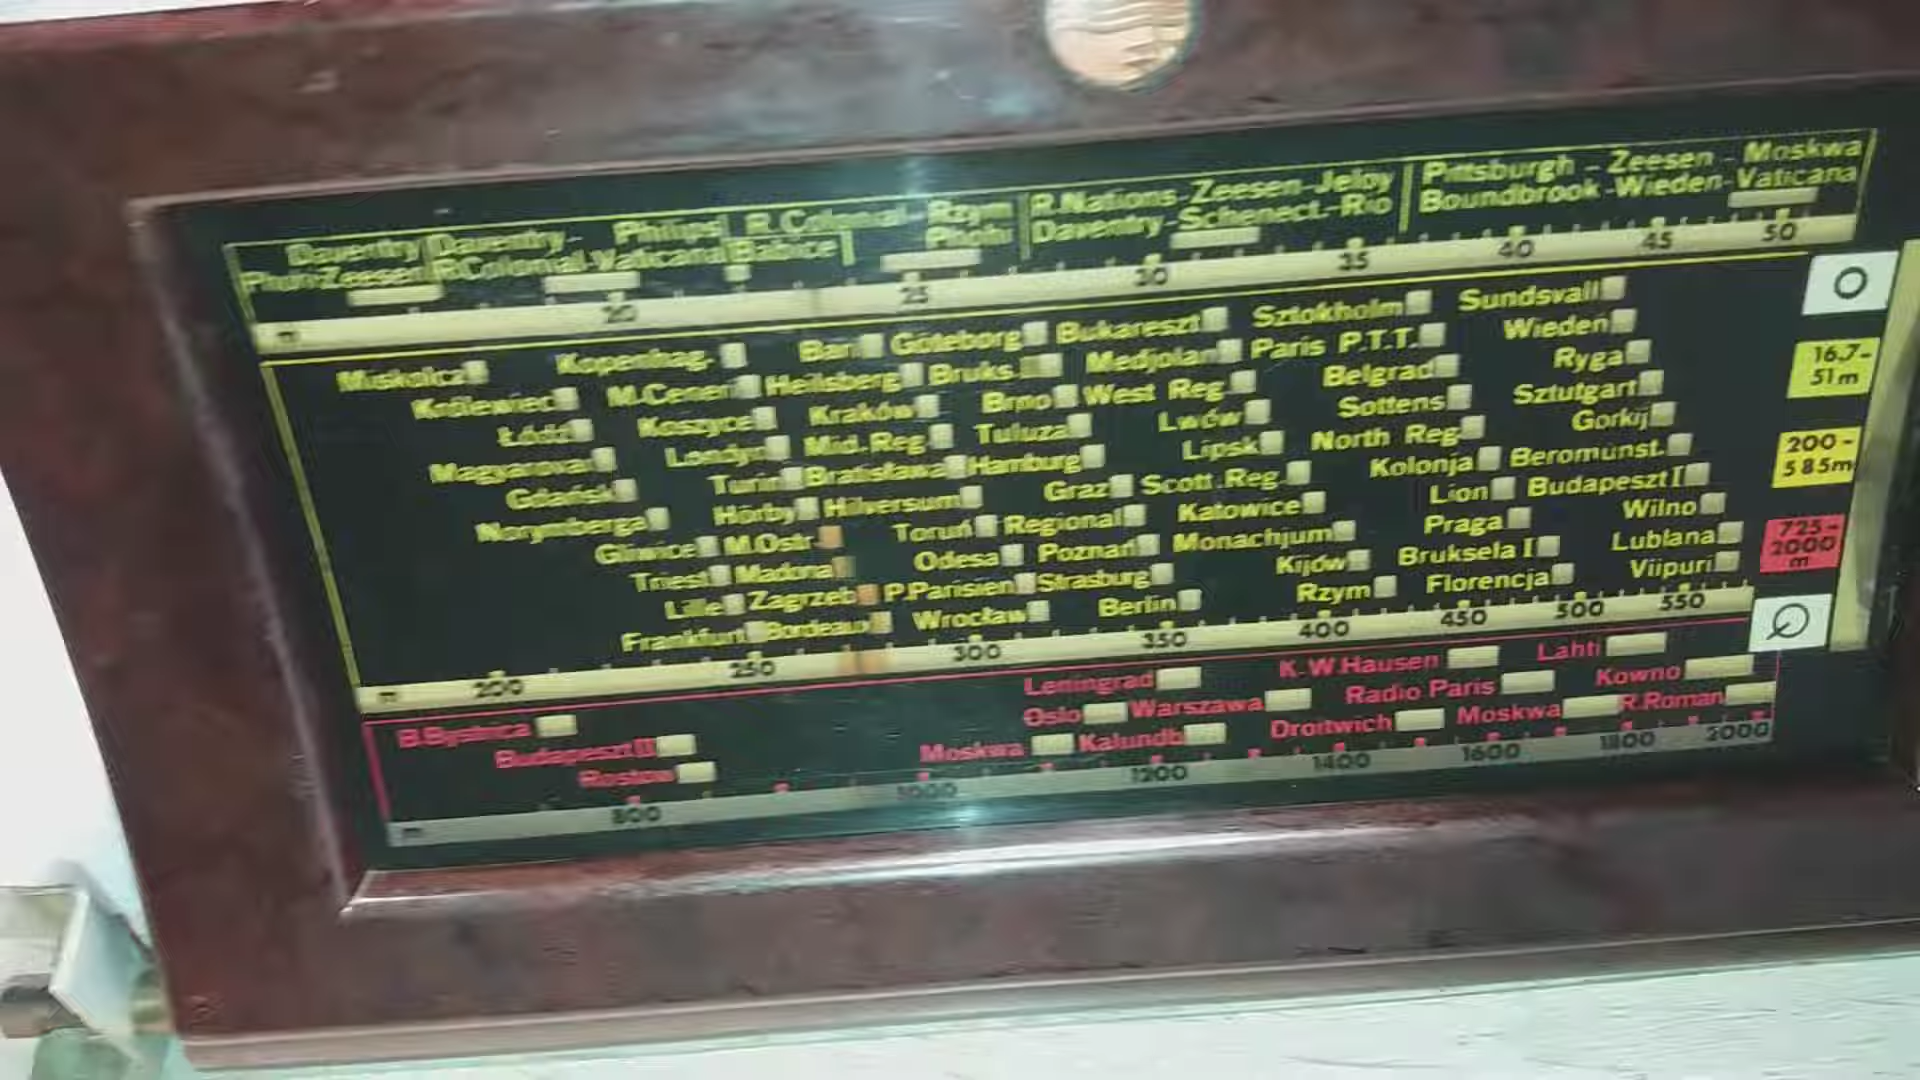 Daventry Daventry- Philips R.Colonial- Rzym R.Nations-Zeesen-Jeloy Pittsburgh - Zeesen - Moskwa
Phohi-Zeesen R.Colonial-Vaticana Babice Phohi Daventry-Schenect.-Rio Boundbrook-Wieden-Vaticana
m 20 25 30 35 40 45 50
Miskolcz Kopenhag. Bari Göteborg Bukareszt Sztokholm Sundsvall
Królewiec M.Ceneri Heilsberg Bruks.II Medjolan Paris P.T.T. Wiedeń
Łódź Koszyce Kraków Brno West Reg Belgrad Ryga
Magyarovar Londyn Mid.Reg Tuluza Lwów Sottens Sztutgart
Gdańsk Turin Bratislawa Hamburg Lipsk North Reg Gorkij
Norymberga Hörby Hilversum Graz Scott.Reg. Kolonja Beromunst.
Gliwice M.Ostr. Toruń Regional Katowice Lion Budapeszt I
Triest Madona Odesa Poznań Monachjum Praga Wilno
Lille Zagrzeb P.Parisien Strasburg Kijów Bruksela I Lublana
Frankfurt Bordeaux Wrocław Berlin Rzym Florencja Viipuri
m 200 250 300 350 400 450 500 550
Leningrad K.W.Hausen Lahti
B.Bystrica Oslo Warszawa Radio Paris Kowno
Budapeszt II Moskwa Kalundb. Droitwich Moskwa R.Roman
Rostow
m 800 1000 1200 1400 1600 1800 2000
16,7-
51m
200-
585m
725-
2000
m